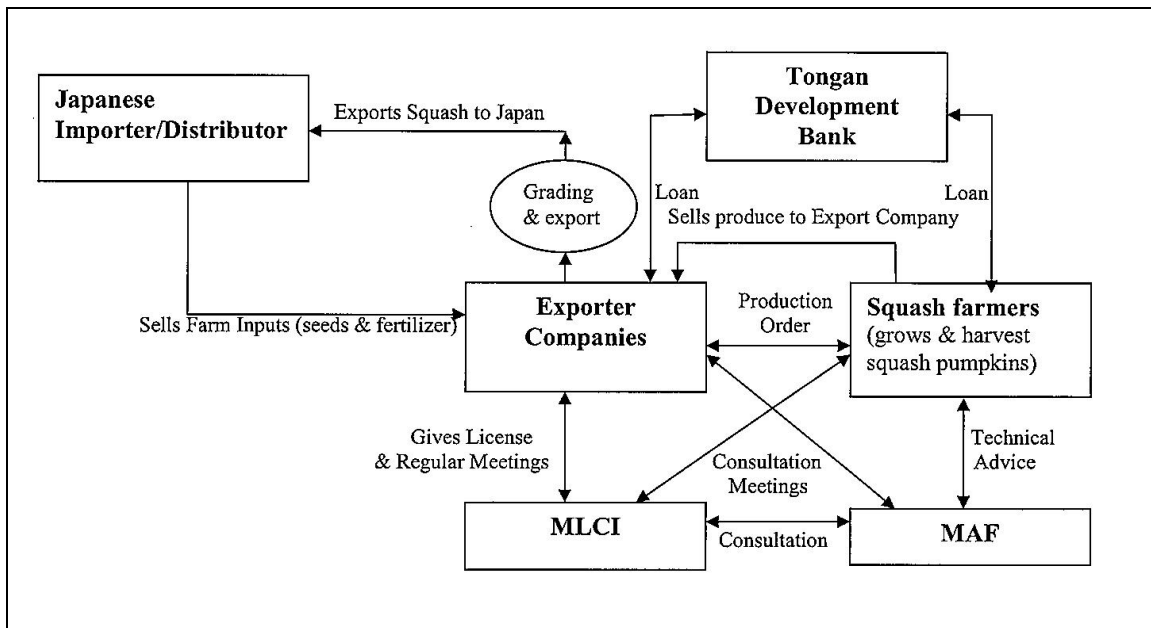 Japanese
Importer/Distributor
Exports Squash to Japan
Tongan
Development
Bank
Grading
& export
Loan
Loan
Sells produce to Export Company
Sells Farm Inputs (seeds & fertilizer)
Exporter
Companies
Production
Order
Squash farmers
(grows & harvest
squash pumpkins)
Gives License
& Regular Meetings
Consultation
Meetings
Technical
Advice
MLCI
Consultation
MAF